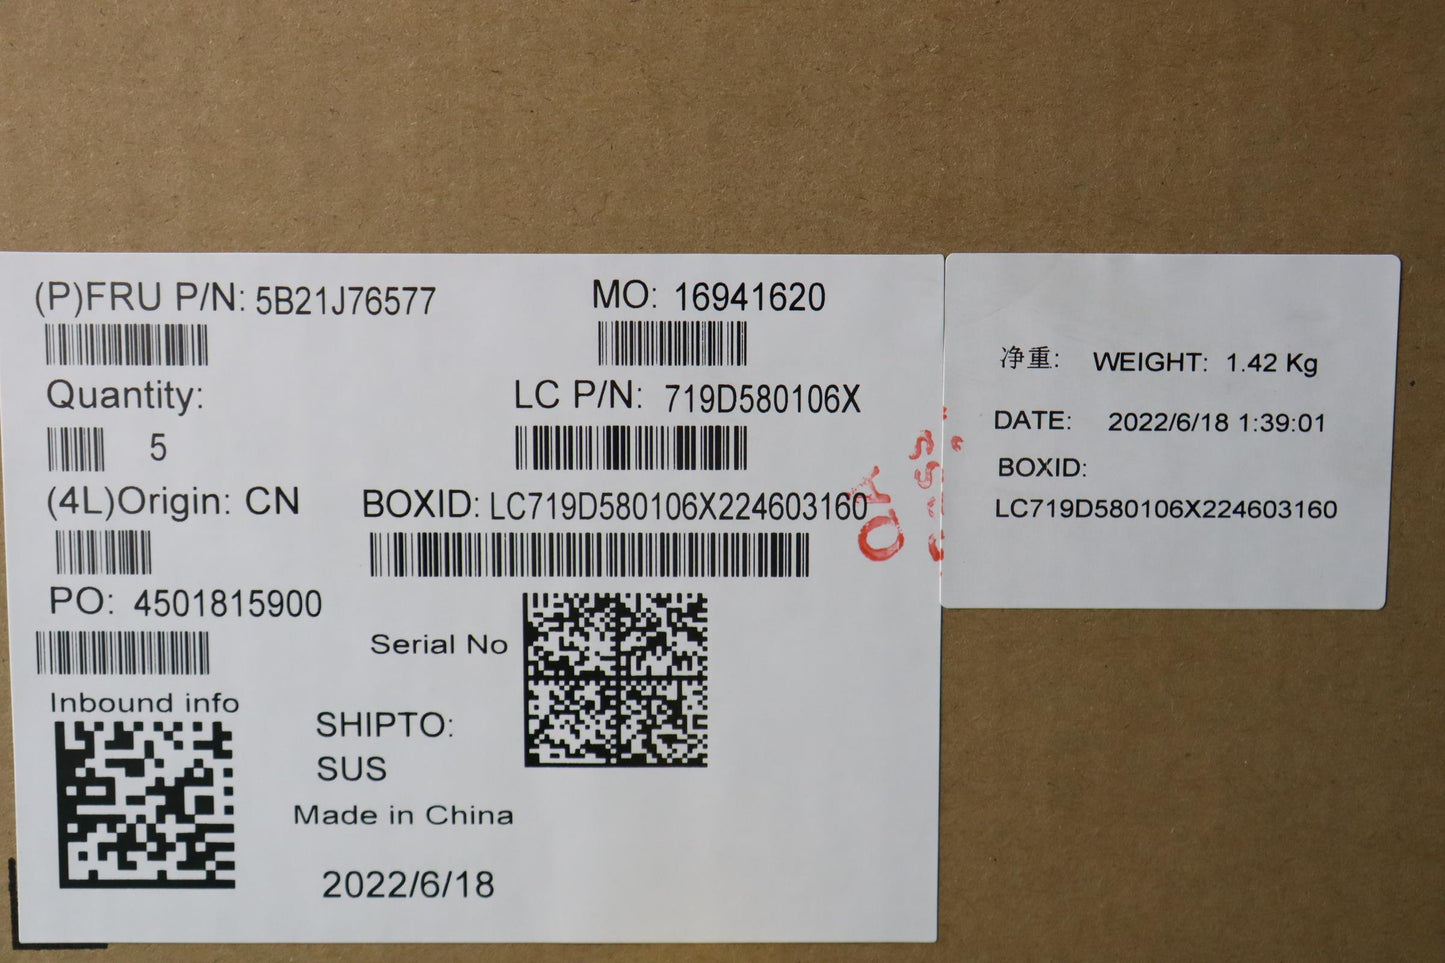 (P)FRU P/N: 5B21J76577
MO: 16941620
Quantity:
5
LC P/N: 719D580106X
(4L)Origin: CN
BOXID: LC719D580106X224603160
PO: 4501815900
Serial No
Inbound info
SHIPTO:
SUS
Made in China
2022/6/18
净重: WEIGHT: 1.42 Kg
DATE: 2022/6/18 1:39:01
BOXID:
LC719D580106X224603160